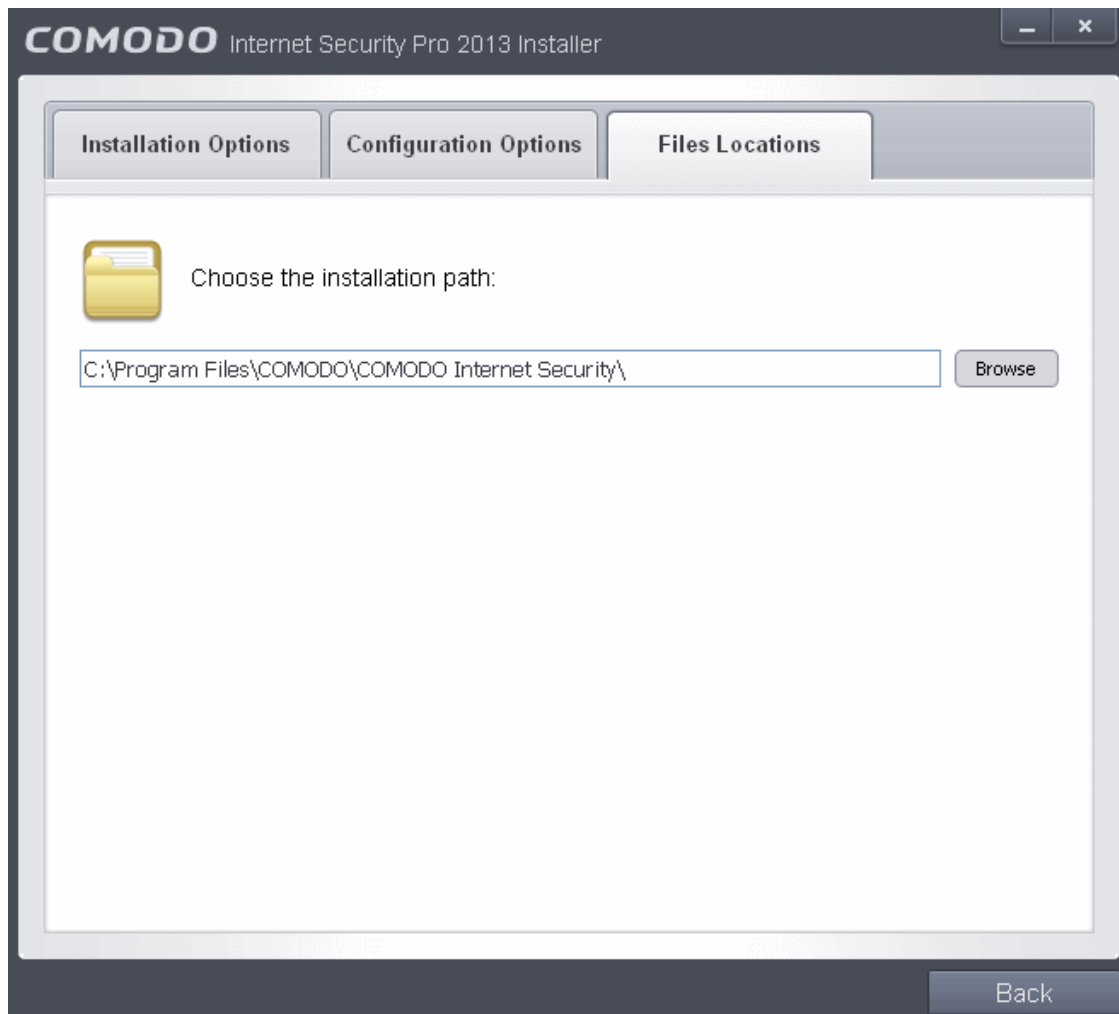 COMODO Internet Security Pro 2013 Installer
Installation Options
Configuration Options
Files Locations
Choose the installation path:
C:\Program Files\COMODO\COMODO Internet Security\
Browse
Back